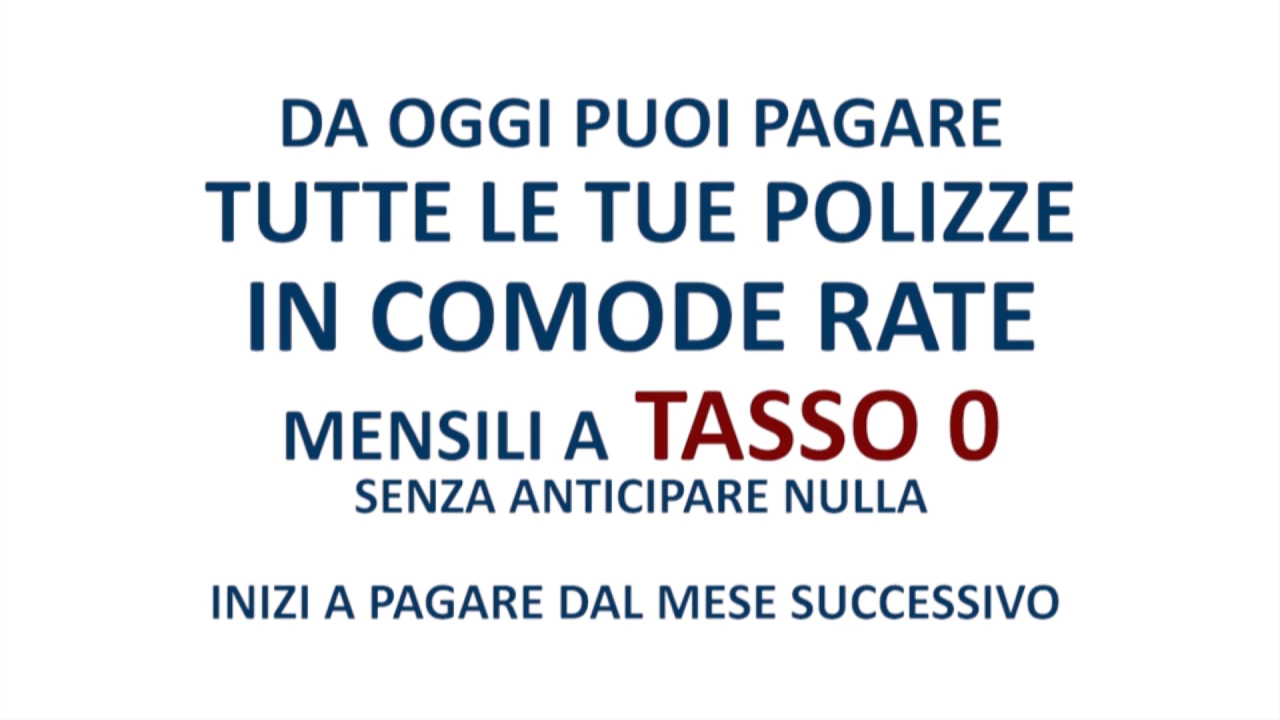 DA OGGI PUOI PAGARE
TUTTE LE TUE POLIZZE
IN COMODE RATE
MENSILI A TASSO 0
SENZA ANTICIPARE NULLA
INIZI A PAGARE DAL MESE SUCCESSIVO